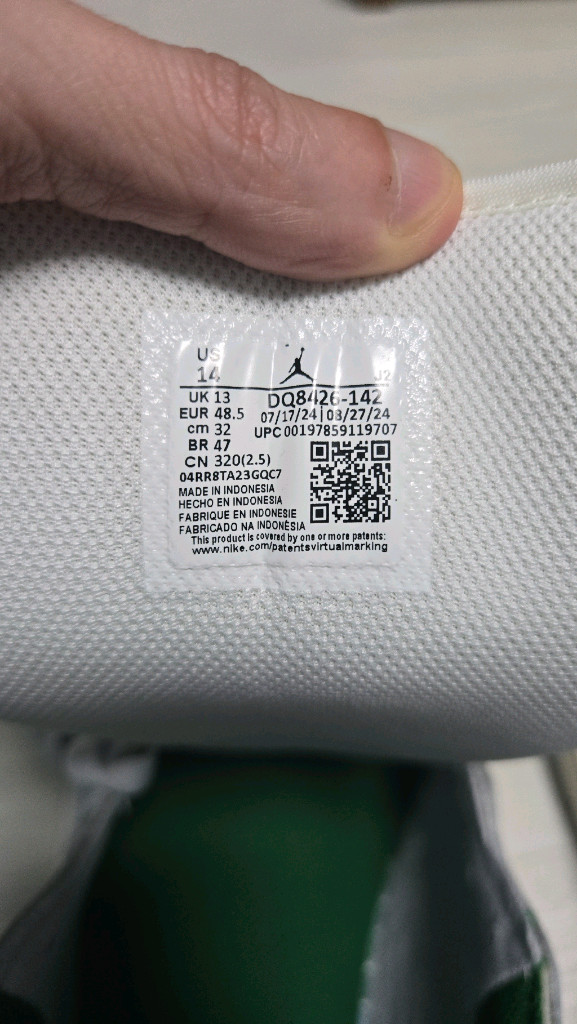 US
14
J2
UK 13
EUR 48.5
cm 32
BR 47
CN 320(2.5)
DQ8426-142
07/17/24 | 08/27/24
UPC 00197859119707
04RR8TA23GQC7
MADE IN INDONESIA
HECHO EN INDONESIA
FABRIQUE EN INDONESIE
FABRICADO NA INDONÉSIA
This product is covered by one or more patents:
www.nike.com/patentsvirtualmarking